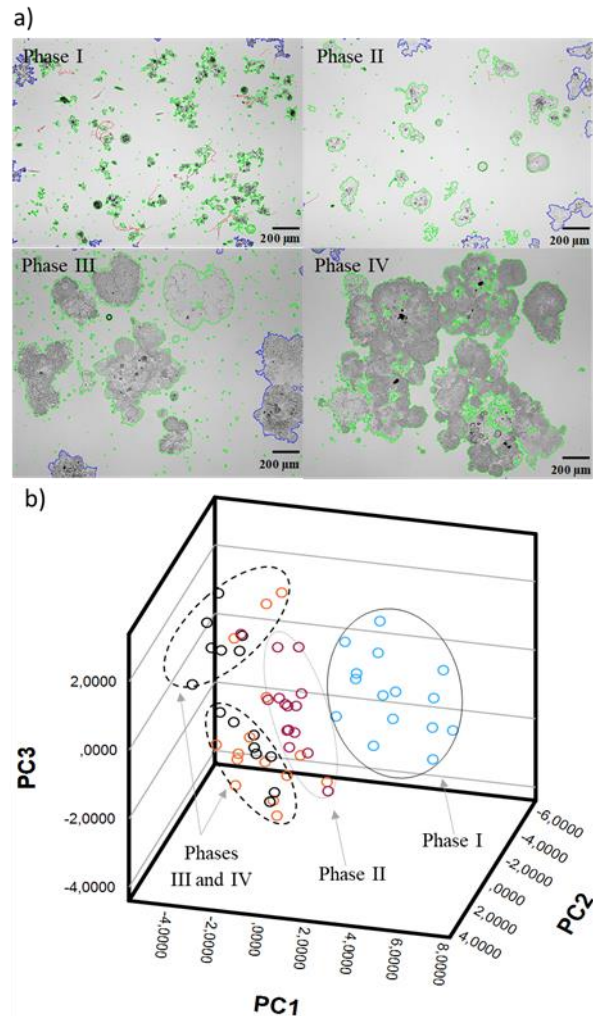 a)
Phase I
Phase II
200 µm
200 µm
Phase III
Phase IV
200 µm
200 µm
b)
2,0000
,0000
-2,0000
-4,0000
PC3
Phases
III and IV
Phase II
Phase I
-6,0000
-4,0000
-2,0000
,0000
2,0000
4,0000
PC2
-4,0000
-2,0000
,0000
2,0000
4,0000
6,0000
8,0000
PC1